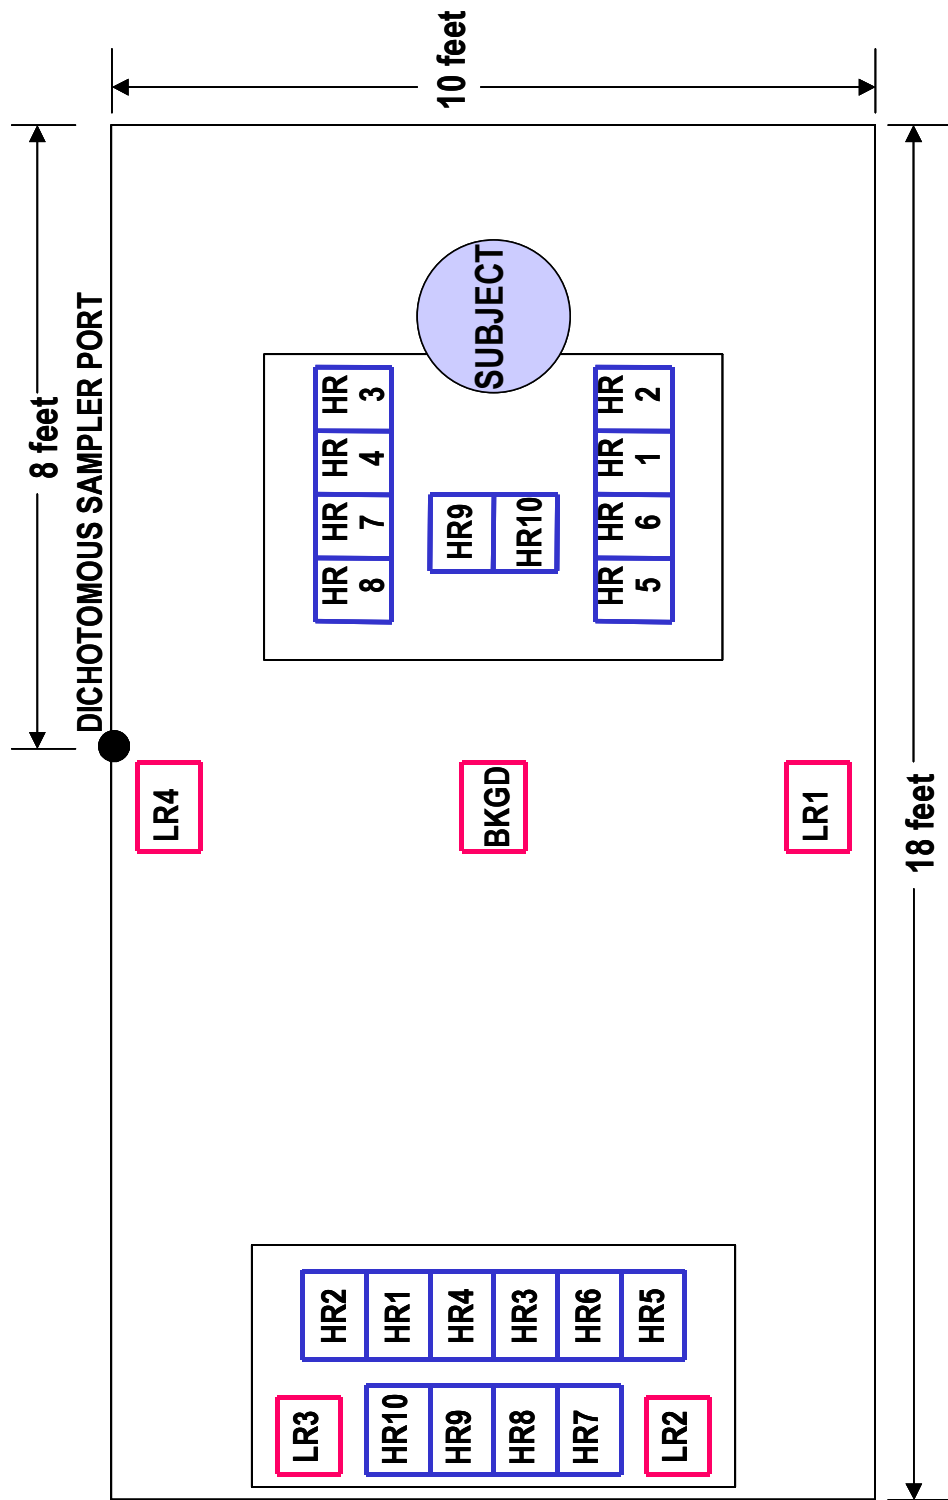 10 feet
8 feet
DICHOTOMOUS SAMPLER PORT
SUBJECT
HR
3
HR
4
HR
7
HR
8
HR9
HR10
HR
2
HR
1
HR
6
HR
5
LR4
BKGD
LR1
18 feet
HR2
HR1
HR4
HR3
HR6
HR5
LR3
HR10
HR9
HR8
HR7
LR2